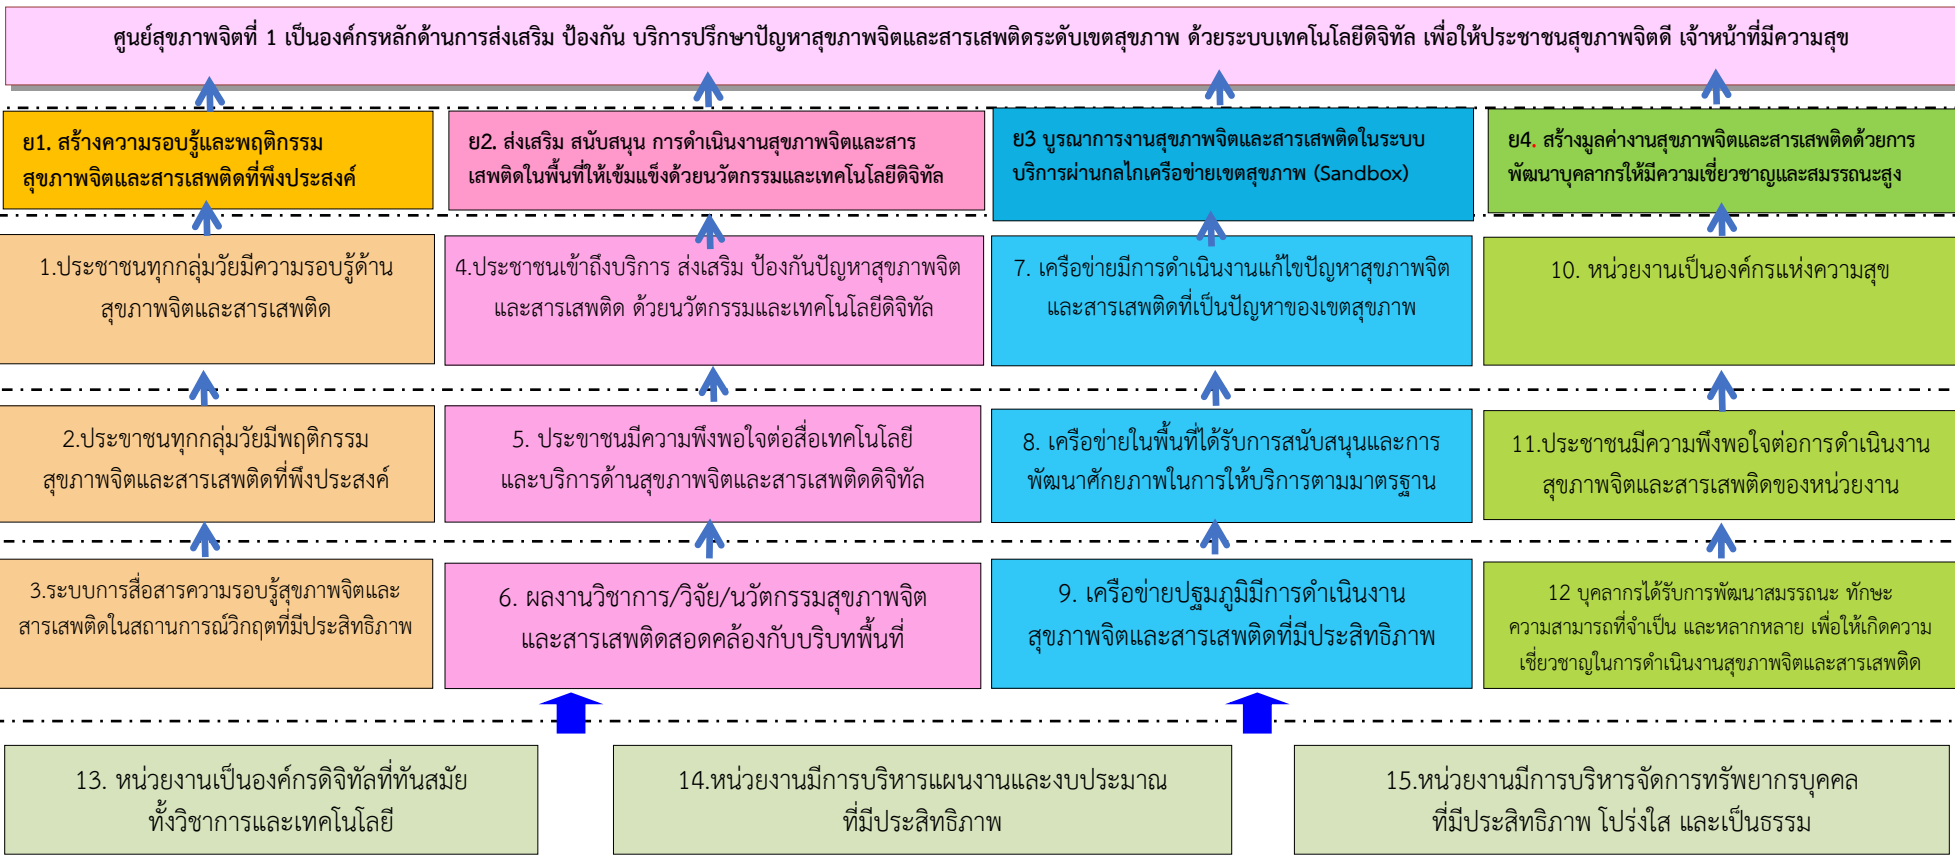 ศูนย์สุขภาพจิตที่ 1 เป็นองค์กรหลักด้านการส่งเสริม ป้องกัน บริการปรึกษาปัญหาสุขภาพจิตและสารเสพติดระดับเขตสุขภาพ ด้วยระบบเทคโนโลยีดิจิทัล เพื่อให้ประชาชนสุขภาพจิตดี เจ้าหน้าที่มีความสุข
ย1. สร้างความรอบรู้และพฤติกรรม
สุขภาพจิตและสารเสพติดที่พึงประสงค์
ย2. ส่งเสริม สนับสนุน การดำเนินงานสุขภาพจิตและสาร
เสพติดในพื้นที่ให้เข้มแข็งด้วยนวัตกรรมและเทคโนโลยีดิจิทัล
ย3 บูรณาการงานสุขภาพจิตและสารเสพติดในระบบ
บริการผ่านกลไกเครือข่ายเขตสุขภาพ (Sandbox)
ย4. สร้างมูลค่างานสุขภาพจิตและสารเสพติดด้วยการ
พัฒนาบุคลากรให้มีความเชี่ยวชาญและสมรรถนะสูง
1.ประชาชนทุกกลุ่มวัยมีความรอบรู้ด้าน
สุขภาพจิตและสารเสพติด
4.ประชาชนเข้าถึงบริการ ส่งเสริม ป้องกันปัญหาสุขภาพจิต
และสารเสพติด ด้วยนวัตกรรมและเทคโนโลยีดิจิทัล
7. เครือข่ายมีการดำเนินงานแก้ไขปัญหาสุขภาพจิต
และสารเสพติดที่เป็นปัญหาของเขตสุขภาพ
10. หน่วยงานเป็นองค์กรแห่งความสุข
2.ประขาชนทุกกลุ่มวัยมีพฤติกรรม
สุขภาพจิตและสารเสพติดที่พึงประสงค์
5. ประขาชนมีความพึงพอใจต่อสื่อเทคโนโลยี
และบริการด้านสุขภาพจิตและสารเสพติดดิจิทัล
8. เครือข่ายในพื้นที่ได้รับการสนับสนุนและการ
พัฒนาศักยภาพในการให้บริการตามมาตรฐาน
11.ประชาชนมีความพึงพอใจต่อการดำเนินงาน
สุขภาพจิตและสารเสพติดของหน่วยงาน
3.ระบบการสื่อสารความรอบรู้สุขภาพจิตและ
สารเสพติดในสถานการณ์วิกฤตที่มีประสิทธิภาพ
6. ผลงานวิชาการ/วิจัย/นวัตกรรมสุขภาพจิต
และสารเสพติดสอดคล้องกับบริบทพื้นที่
9. เครือข่ายปฐมภูมิมีการดำเนินงาน
สุขภาพจิตและสารเสพติดที่มีประสิทธิภาพ
12 บุคลากรได้รับการพัฒนาสมรรถนะ ทักษะ
ความสามารถที่จำเป็น และหลากหลาย เพื่อให้เกิดความ
เชี่ยวชาญในการดำเนินงานสุขภาพจิตและสารเสพติด
13. หน่วยงานเป็นองค์กรดิจิทัลที่ทันสมัย
ทั้งวิชาการและเทคโนโลยี
14.หน่วยงานมีการบริหารแผนงานและงบประมาณ
ที่มีประสิทธิภาพ
15.หน่วยงานมีการบริหารจัดการทรัพยากรบุคคล
ที่มีประสิทธิภาพ โปร่งใส และเป็นธรรม